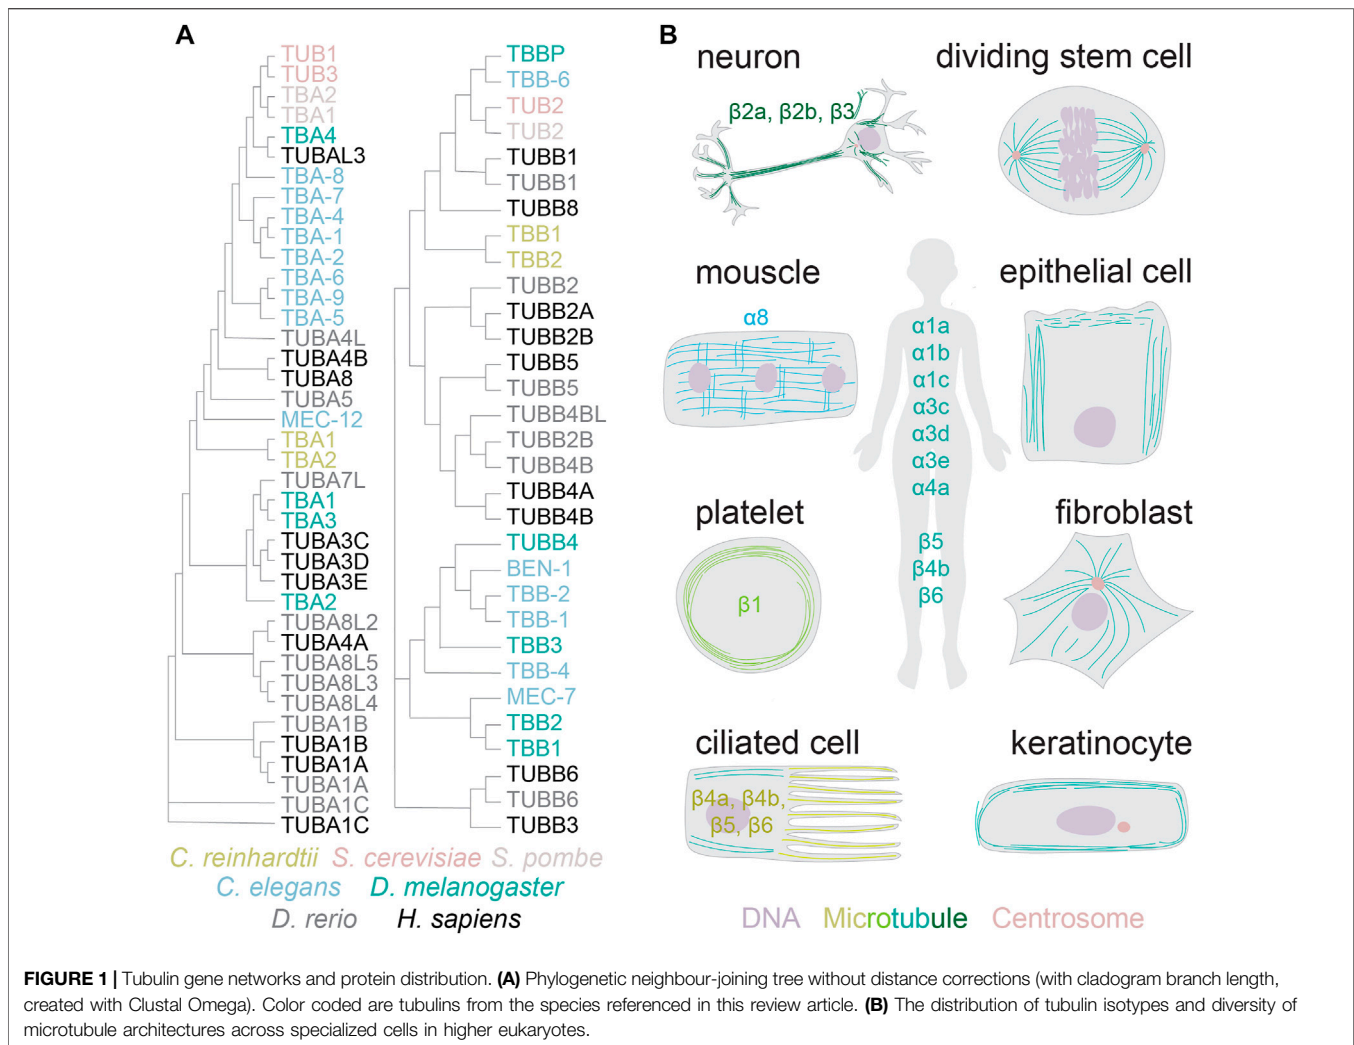 A
TUB1
TUB3
TBA2
TBA1
TBA4
TUBAL3
TBA-8
TBA-7
TBA-4
TBA-1
TBA-2
TBA-6
TBA-9
TBA-5
TUBA4L
TUBA4B
TUBA8
TUBA5
MEC-12
TBA1
TBA2
TUBA7L
TBA1
TBA3
TUBA3C
TUBA3D
TUBA3E
TBA2
TUBA8L2
TUBA4A
TUBA8L5
TUBA8L3
TUBA8L4
TUBA1B
TUBA1B
TUBA1A
TUBA1A
TUBA1C
TUBA1C
TBBP
TBB-6
TUB2
TUB2
TUBB1
TUBB1
TUBB8
TBB1
TBB2
TUBB2
TUBB2A
TUBB2B
TUBB5
TUBB5
TUBB4BL
TUBB2B
TUBB4B
TUBB4A
TUBB4B
TUBB4
BEN-1
TBB-2
TBB-1
TBB3
TBB-4
MEC-7
TBB2
TBB1
TUBB6
TUBB6
TUBB3
C. reinhardtii S. cerevisiae S. pombe
C. elegans D. melanogaster
D. rerio H. sapiens
B
neuron
β2a, β2b, β3
dividing stem cell
mouscle
α8
epithelial cell
α1a
α1b
α1c
α3c
α3d
α3e
α4a
β5
β4b
β6
platelet
β1
fibroblast
ciliated cell
β4a, β4b,
β5, β6
keratinocyte
DNA Microtubule Centrosome
FIGURE 1 | Tubulin gene networks and protein distribution. (A) Phylogenetic neighbour-joining tree without distance corrections (with cladogram branch length,
created with Clustal Omega). Color coded are tubulins from the species referenced in this review article. (B) The distribution of tubulin isotypes and diversity of
microtubule architectures across specialized cells in higher eukaryotes.